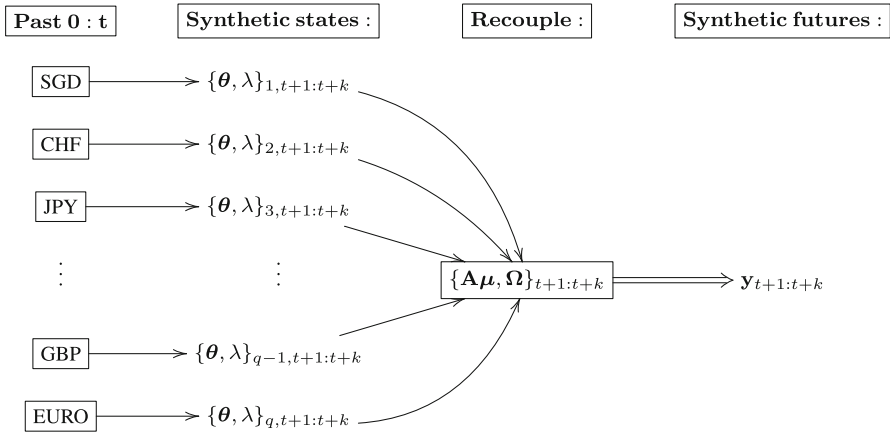 Past 0 : t Synthetic states : Recouple : Synthetic futures :
SGD {θ, λ}1,t+1:t+k
CHF {θ, λ}2,t+1:t+k
JPY {θ, λ}3,t+1:t+k
⋮ ⋮
{Aμ, Ω}t+1:t+k yt+1:t+k
GBP {θ, λ}q−1,t+1:t+k
EURO {θ, λ}q,t+1:t+k